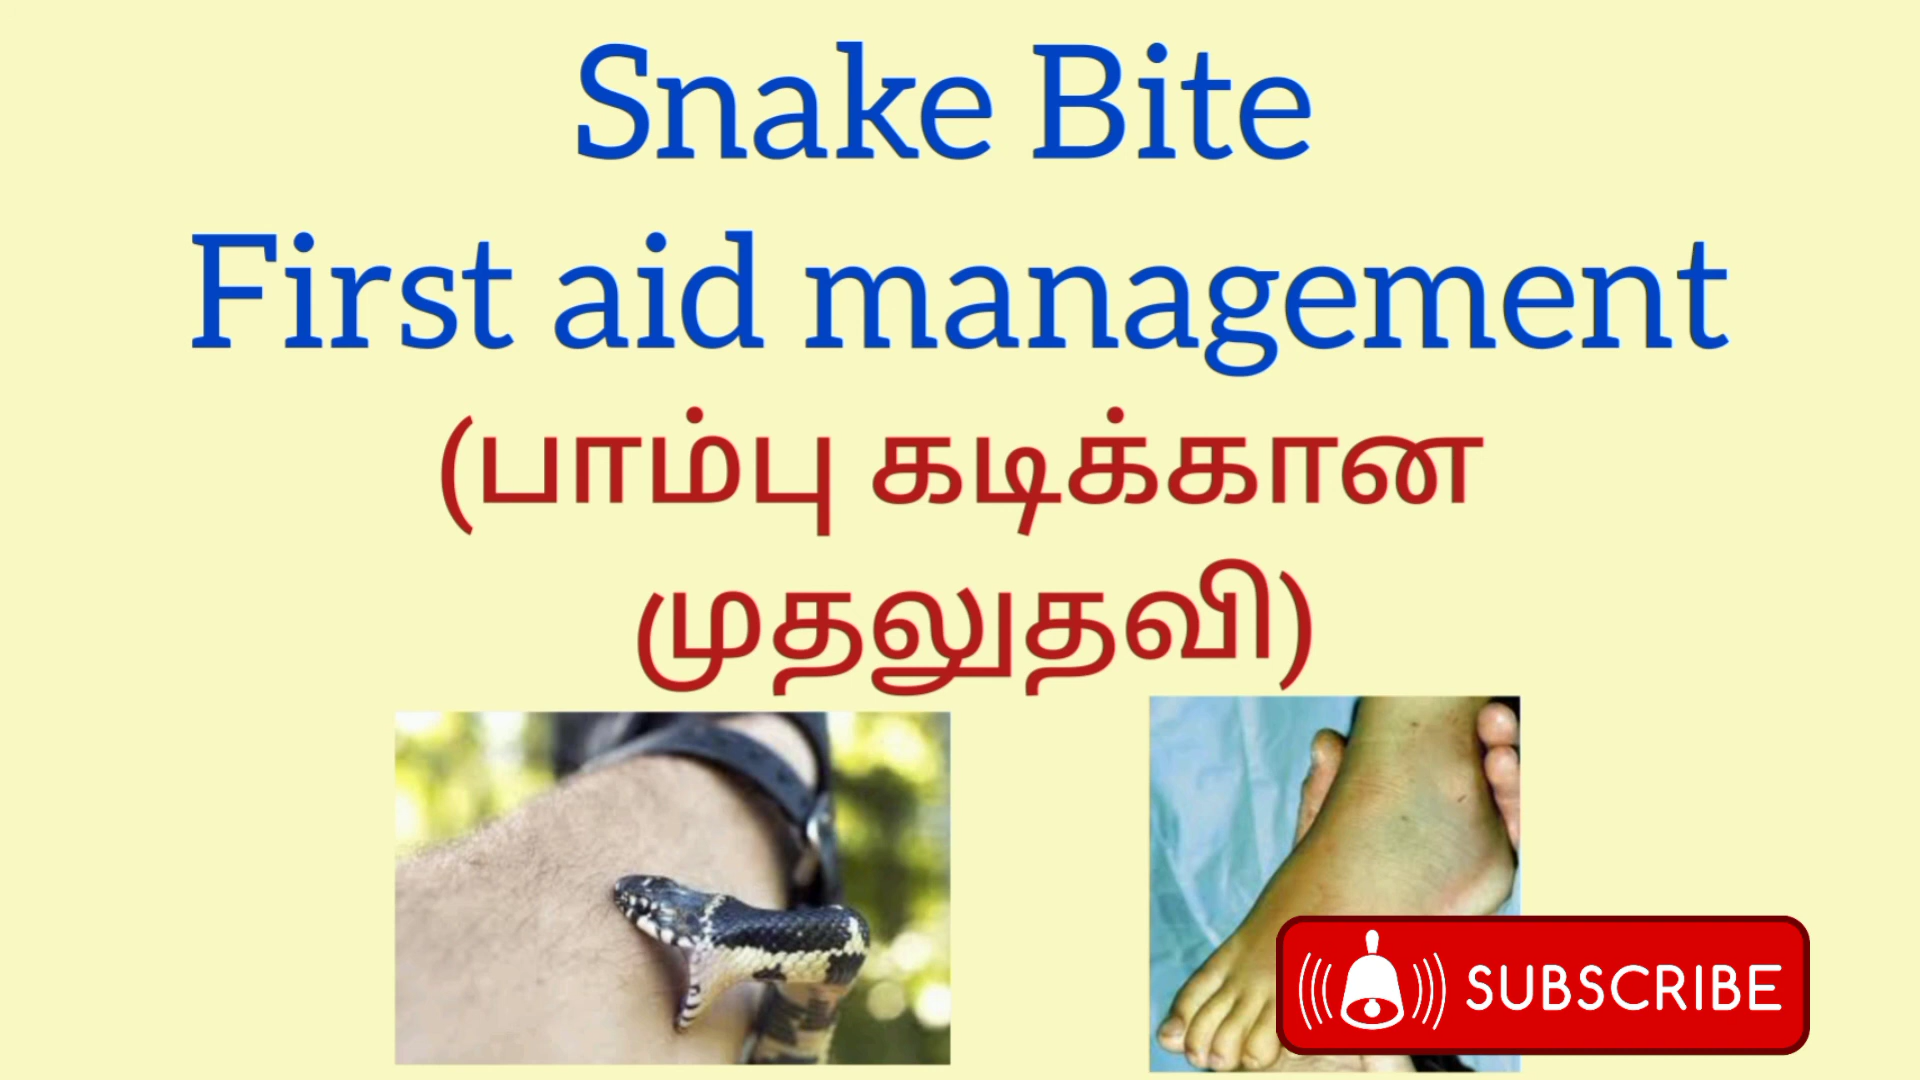 Snake Bite
First aid management
(பாம்பு கடிக்கான
முதலுதவி)
SUBSCRIBE